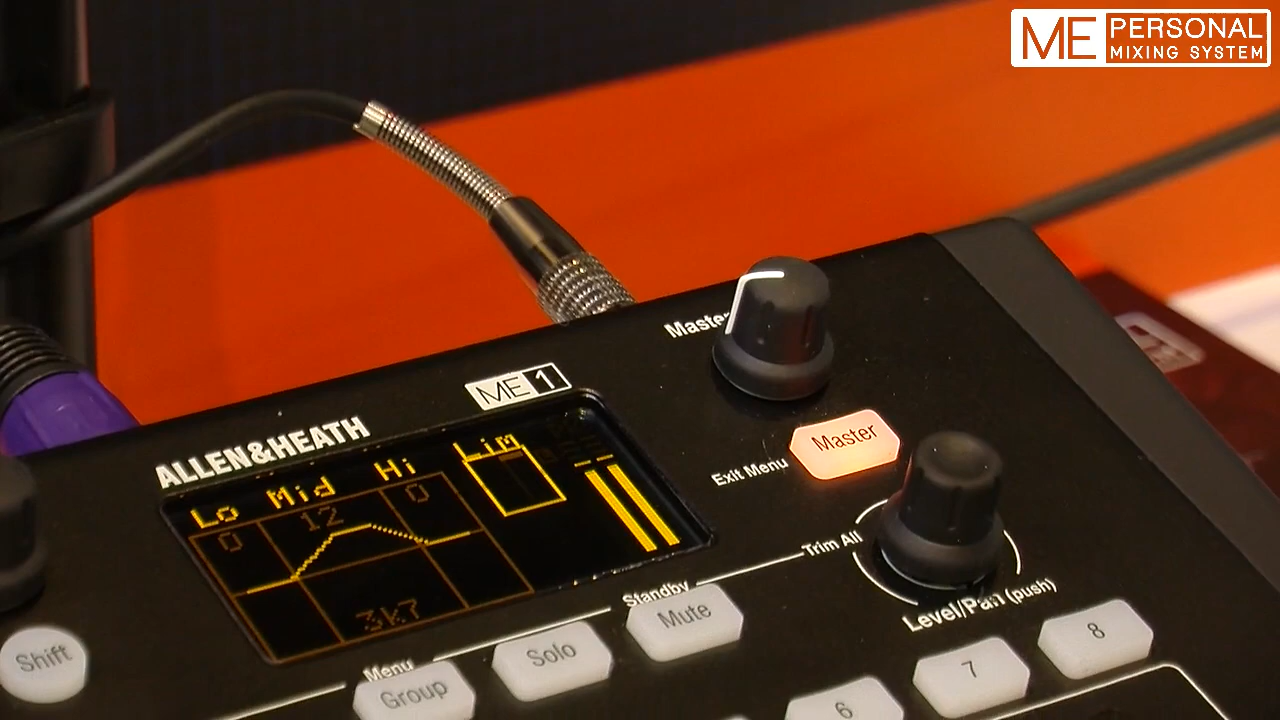 ME PERSONAL
MIXING SYSTEM
Master
ME 1
ALLEN&HEATH
Lo Mid Hi Lim
0 12 0
3k7
Exit Menu Master
Trim All
Level/Pan (push)
Standby
Mute
Menu
Solo
Group
Shift
6 7 8